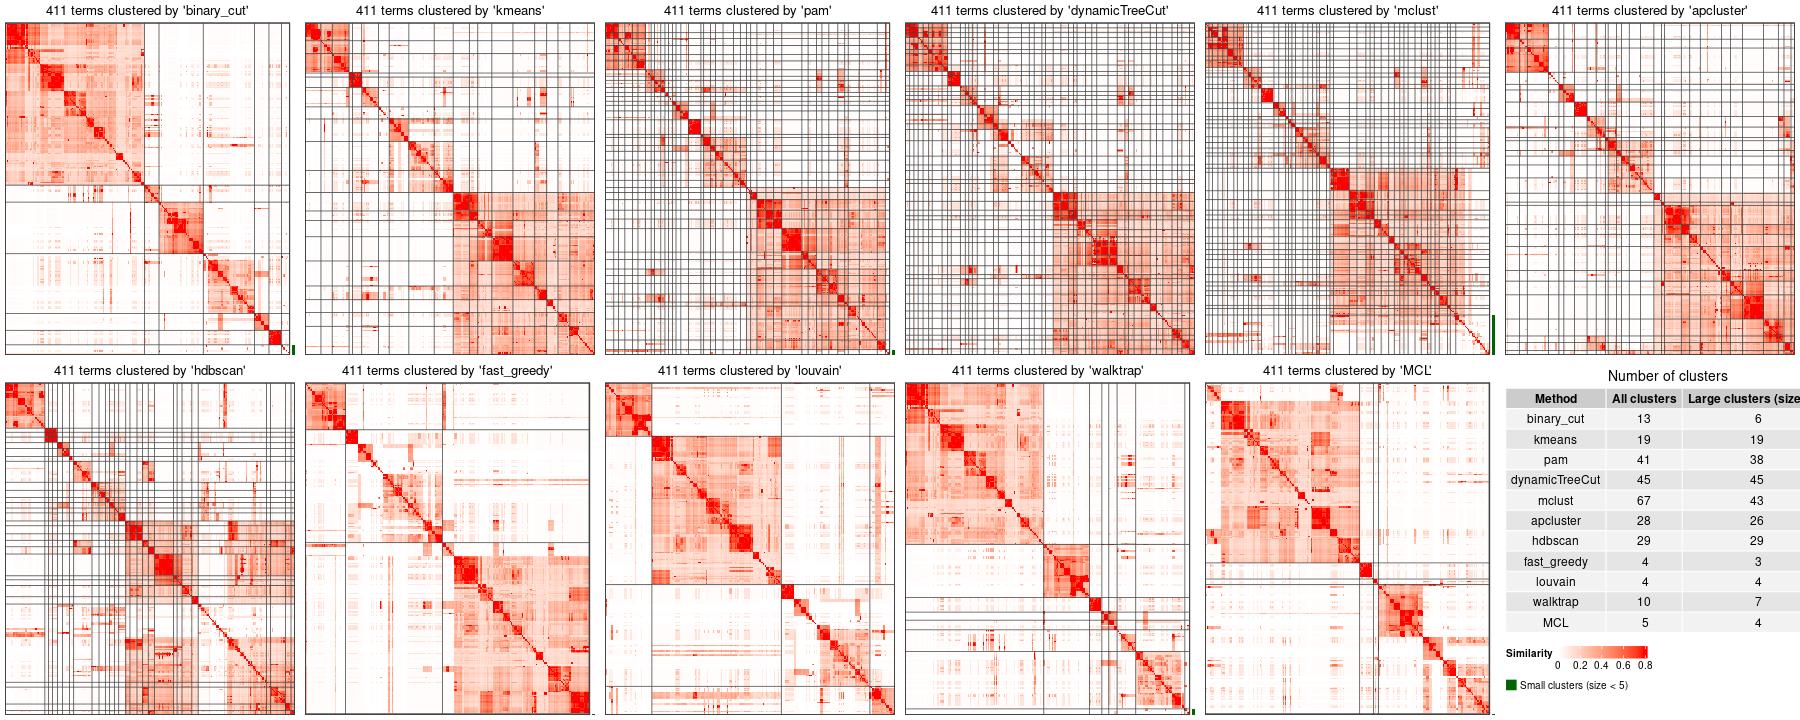 411 terms clustered by 'binary_cut'
411 terms clustered by 'kmeans'
411 terms clustered by 'pam'
411 terms clustered by 'dynamicTreeCut'
411 terms clustered by 'mclust'
411 terms clustered by 'apcluster'
411 terms clustered by 'hdbscan'
411 terms clustered by 'fast_greedy'
411 terms clustered by 'louvain'
411 terms clustered by 'walktrap'
411 terms clustered by 'MCL'
Number of clusters
Method All clusters Large clusters (size
binary_cut 13 6
kmeans 19 19
pam 41 38
dynamicTreeCut 45 45
mclust 67 43
apcluster 28 26
hdbscan 29 29
fast_greedy 4 3
louvain 4 4
walktrap 10 7
MCL 5 4
Similarity
0 0.2 0.4 0.6 0.8
Small clusters (size < 5)